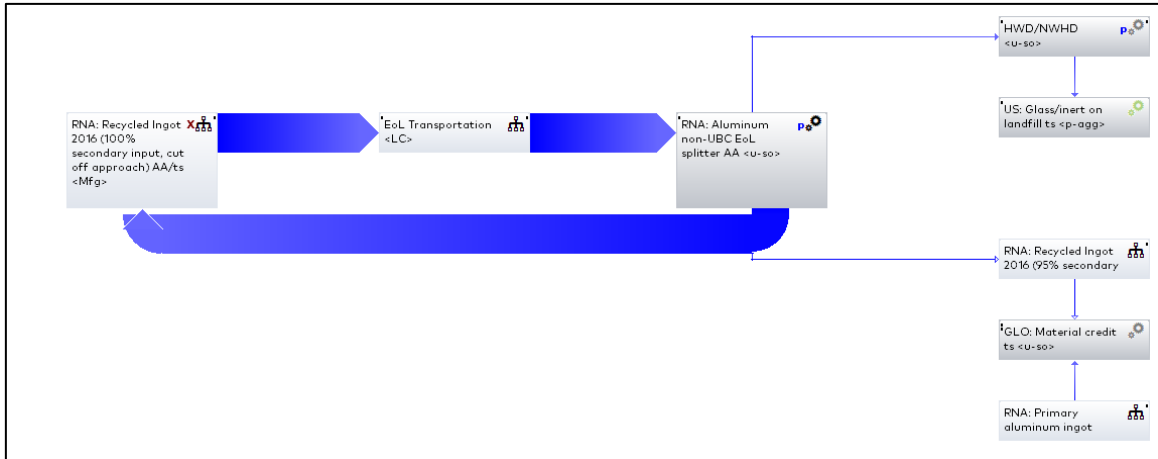 RNA: Recycled Ingot X
2016 (100%
secondary input, cut
off approach) AA/ts
<Mfg>
EoL Transportation
<LC>
RNA: Aluminum p
non-UBC EoL
splitter AA <u-so>
HWD/NWHD p
<u-so>
US: Glass/inert on
landfill ts <p-agg>
RNA: Recycled Ingot
2016 (95% secondary
GLO: Material credit
ts <u-so>
RNA: Primary
aluminum ingot